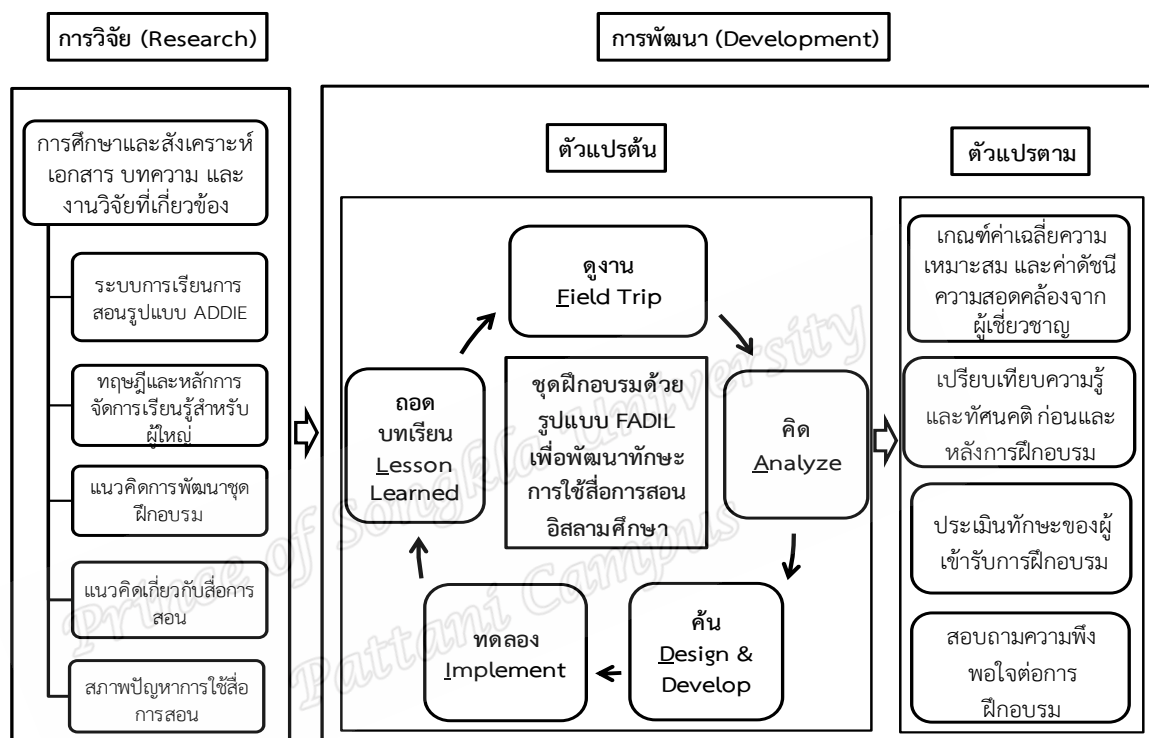 การวิจัย (Research)
การพัฒนา (Development)
การศึกษาและสังเคราะห์
เอกสาร บทความ และ
งานวิจัยที่เกี่ยวข้อง
ระบบการเรียนการ
สอนรูปแบบ ADDIE
ทฤษฎีและหลักการ
จัดการเรียนรู้สำหรับ
ผู้ใหญ่
แนวคิดการพัฒนาชุด
ฝึกอบรม
แนวคิดเกี่ยวกับสื่อการ
สอน
สภาพปัญหาการใช้สื่อ
การสอน
ตัวแปรต้น
ดูงาน
Field Trip
คิด
Analyze
ค้น
Design &
Develop
ทดลอง
Implement
ถอด
บทเรียน
Lesson
Learned
ชุดฝึกอบรมด้วย
รูปแบบ FADIL
เพื่อพัฒนาทักษะ
การใช้สื่อการสอน
อิสลามศึกษา
ตัวแปรตาม
เกณฑ์ค่าเฉลี่ยความ
เหมาะสม และค่าดัชนี
ความสอดคล้องจาก
ผู้เชี่ยวชาญ
เปรียบเทียบความรู้
และทัศนคติ ก่อนและ
หลังการฝึกอบรม
ประเมินทักษะของผู้
เข้ารับการฝึกอบรม
สอบถามความพึง
พอใจต่อการ
ฝึกอบรม
Prince of Songkla University
Pattani Campus